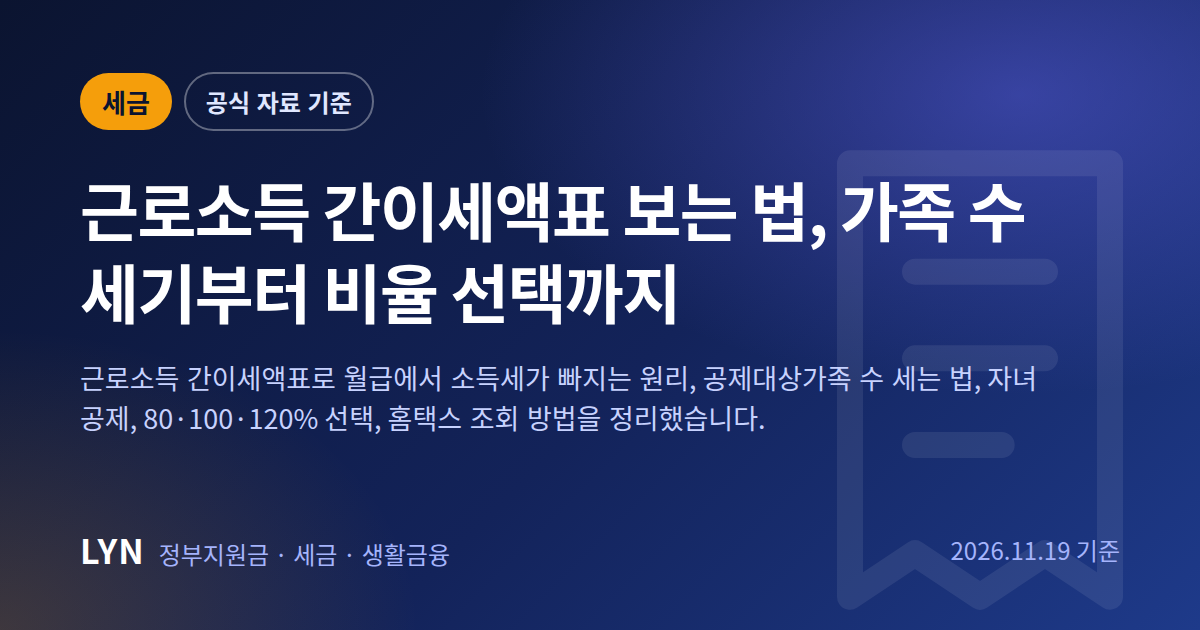 세금
공식 자료 기준
근로소득 간이세액표 보는 법, 가족 수
세기부터 비율 선택까지
근로소득 간이세액표로 월급에서 소득세가 빠지는 원리, 공제대상가족 수 세는 법, 자녀
공제, 80·100·120% 선택, 홈택스 조회 방법을 정리했습니다.
LYN 정부지원금 · 세금 · 생활금융
2026.11.19 기준